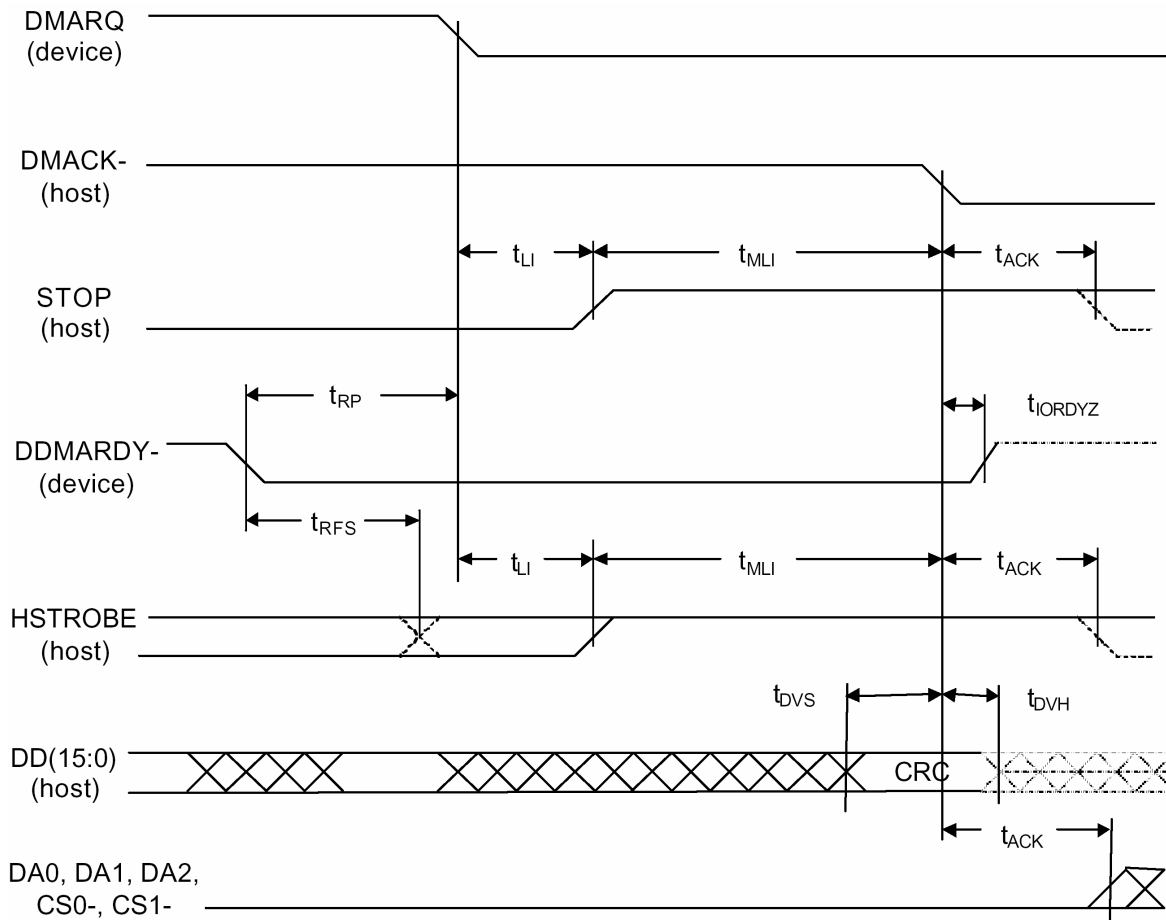 DMARQ
(device)
DMACK-
(host)
tLI
tMLI
tACK
STOP
(host)
tRP
tIORDYZ
DDMARDY-
(device)
tRFS
tLI
tMLI
tACK
HSTROBE
(host)
tDVS
tDVH
DD(15:0)
(host)
CRC
tACK
DA0, DA1, DA2,
CS0-, CS1-